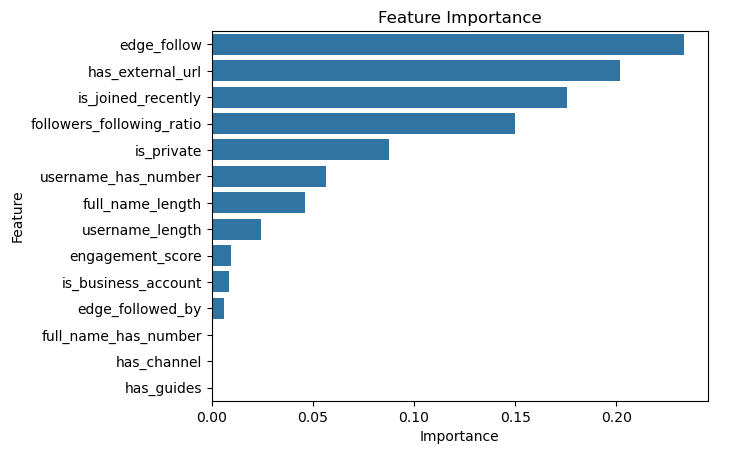 Feature Importance
edge_follow
has_external_url
is_joined_recently
followers_following_ratio
is_private
username_has_number
full_name_length
username_length
engagement_score
is_business_account
edge_followed_by
full_name_has_number
has_channel
has_guides
Feature
0.00 0.05 0.10 0.15 0.20
Importance